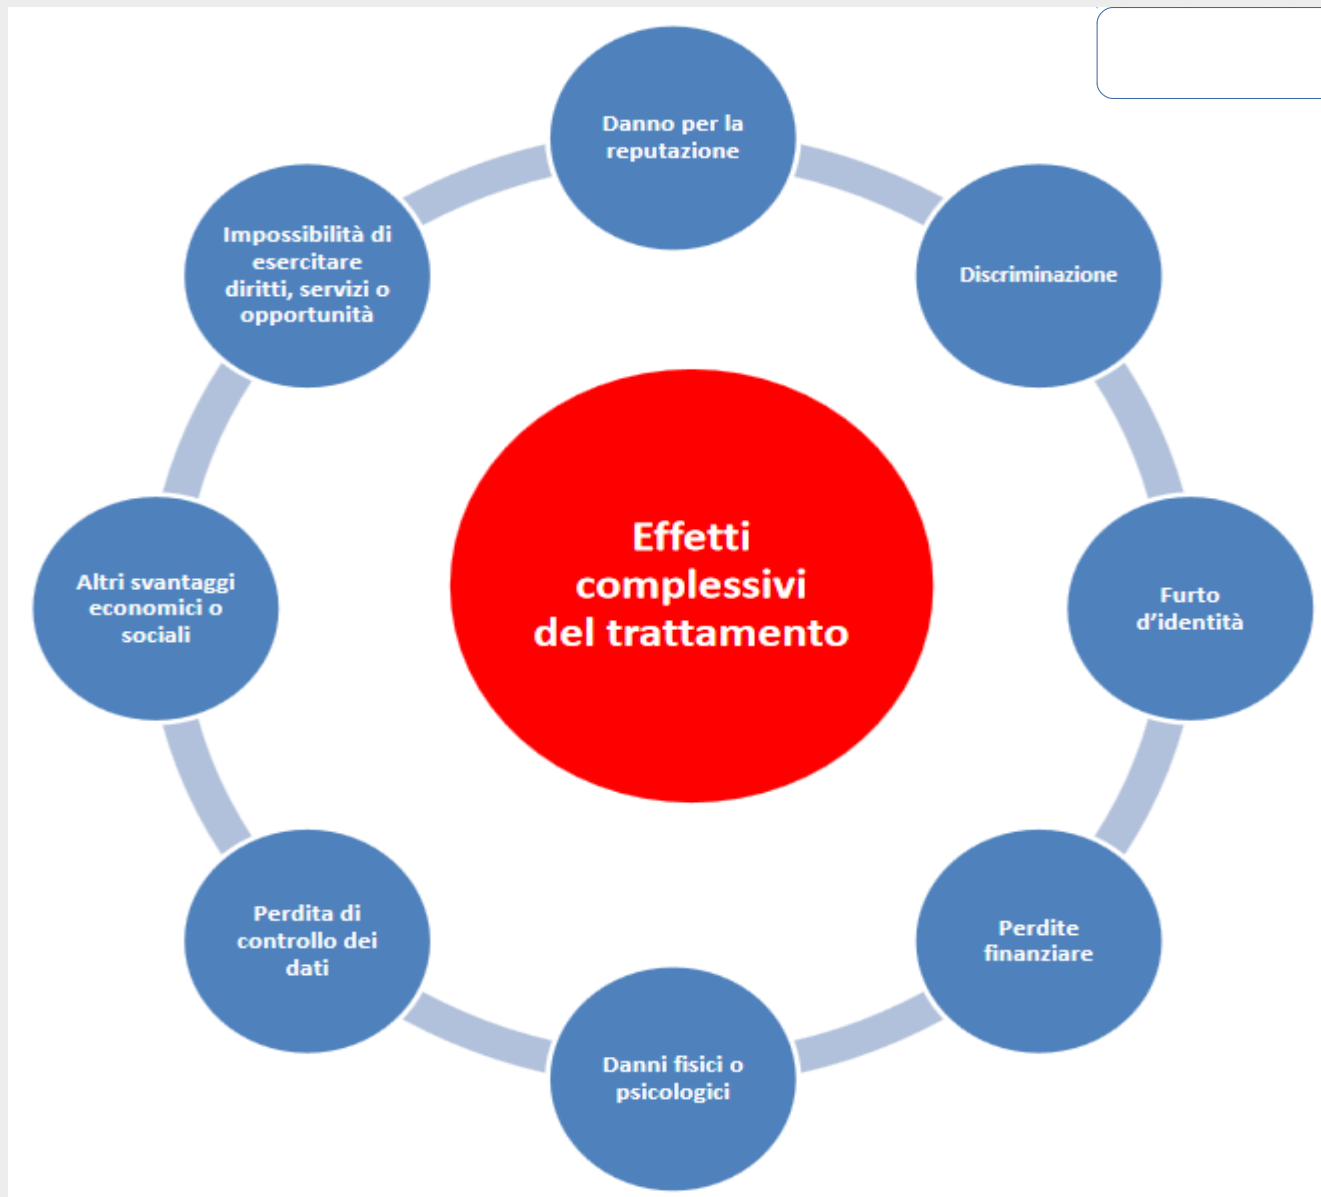 Danno per la
reputazione
Discriminazione
Furto
d’identità
Perdite
finanziare
Danni fisici o
psicologici
Perdita di
controllo dei
dati
Altri svantaggi
economici o
sociali
Impossibilità di
esercitare
diritti, servizi o
opportunità
Effetti
complessivi
del trattamento